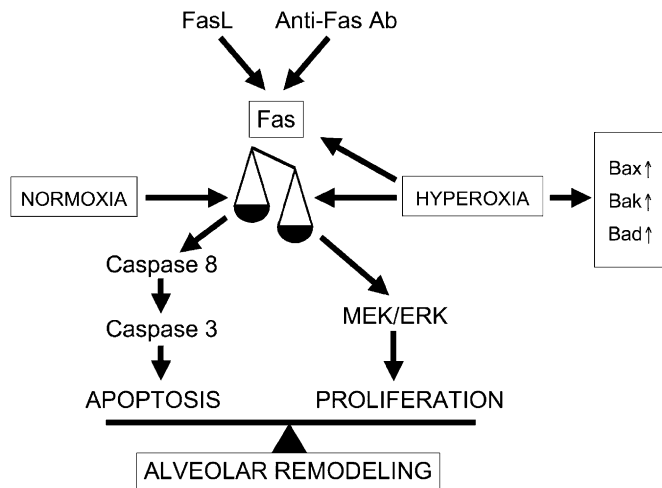 FasL
Anti-Fas Ab
Fas
NORMOXIA
HYPEROXIA
Bax↑
Bak↑
Bad↑
Caspase 8
Caspase 3
MEK/ERK
APOPTOSIS
PROLIFERATION
ALVEOLAR REMODELING